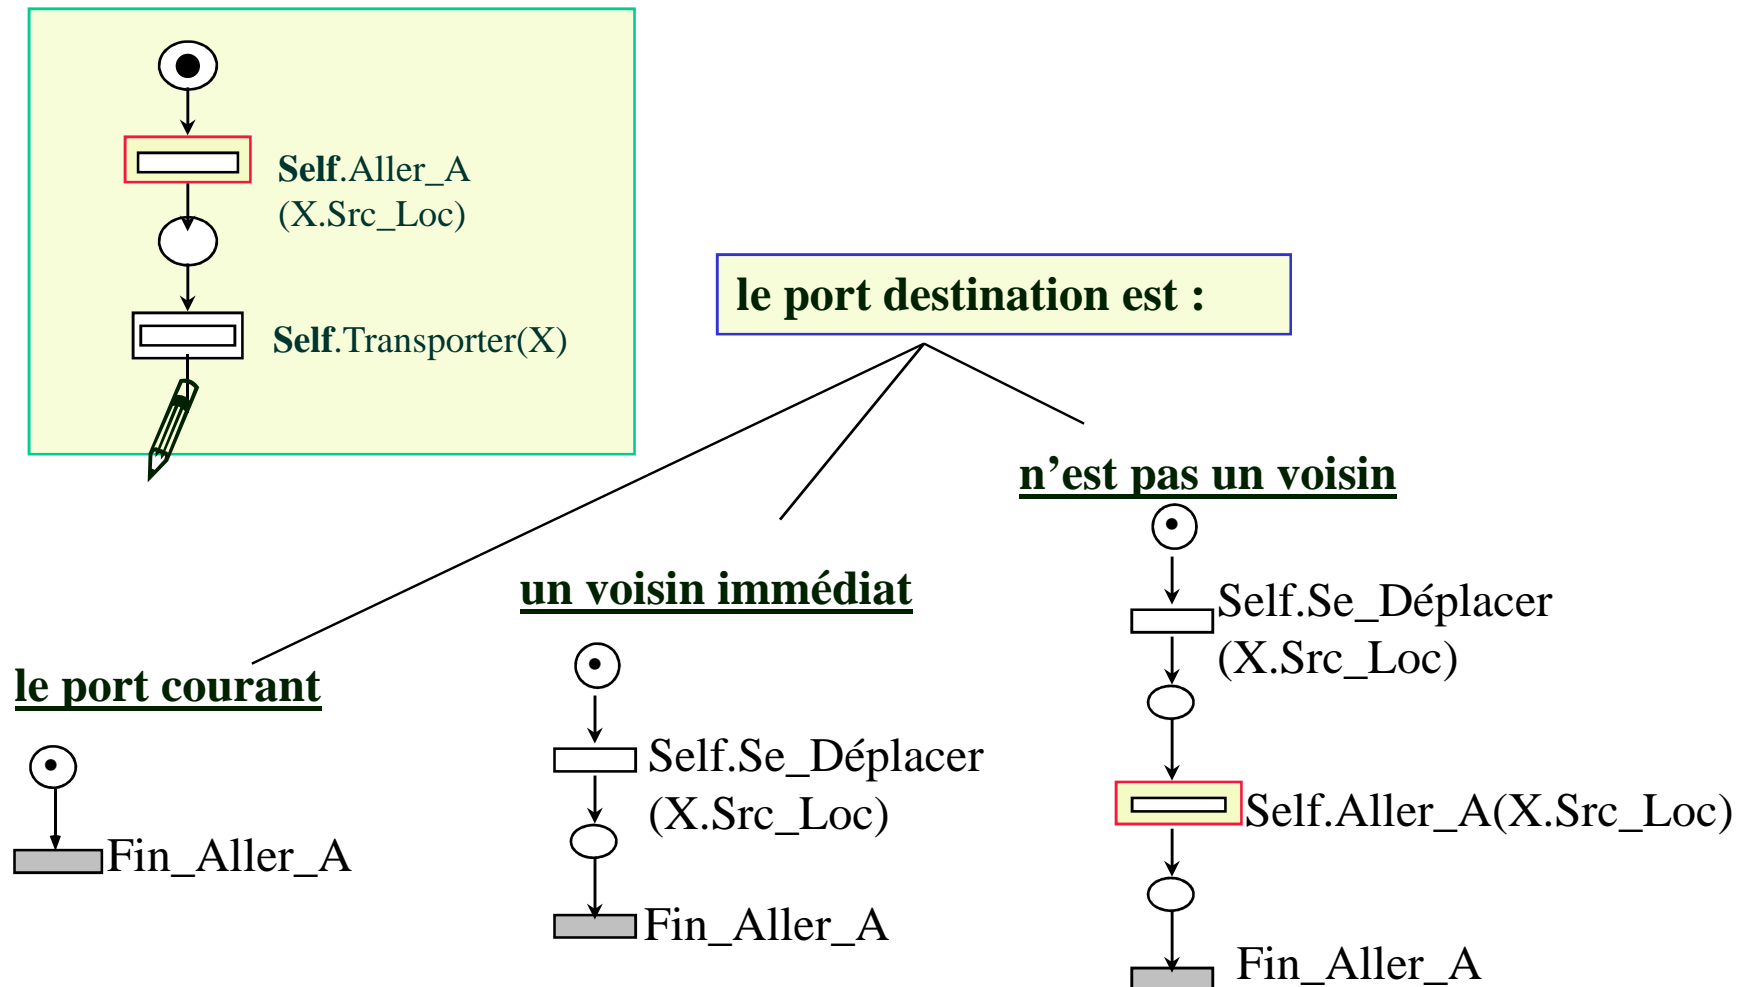 Self.Aller_A
(X.Src_Loc)
Self.Transporter(X)
le port destination est :
n’est pas un voisin
Self.Se_Déplacer
(X.Src_Loc)
Self.Aller_A(X.Src_Loc)
Fin_Aller_A
un voisin immédiat
Self.Se_Déplacer
(X.Src_Loc)
Fin_Aller_A
le port courant
Fin_Aller_A